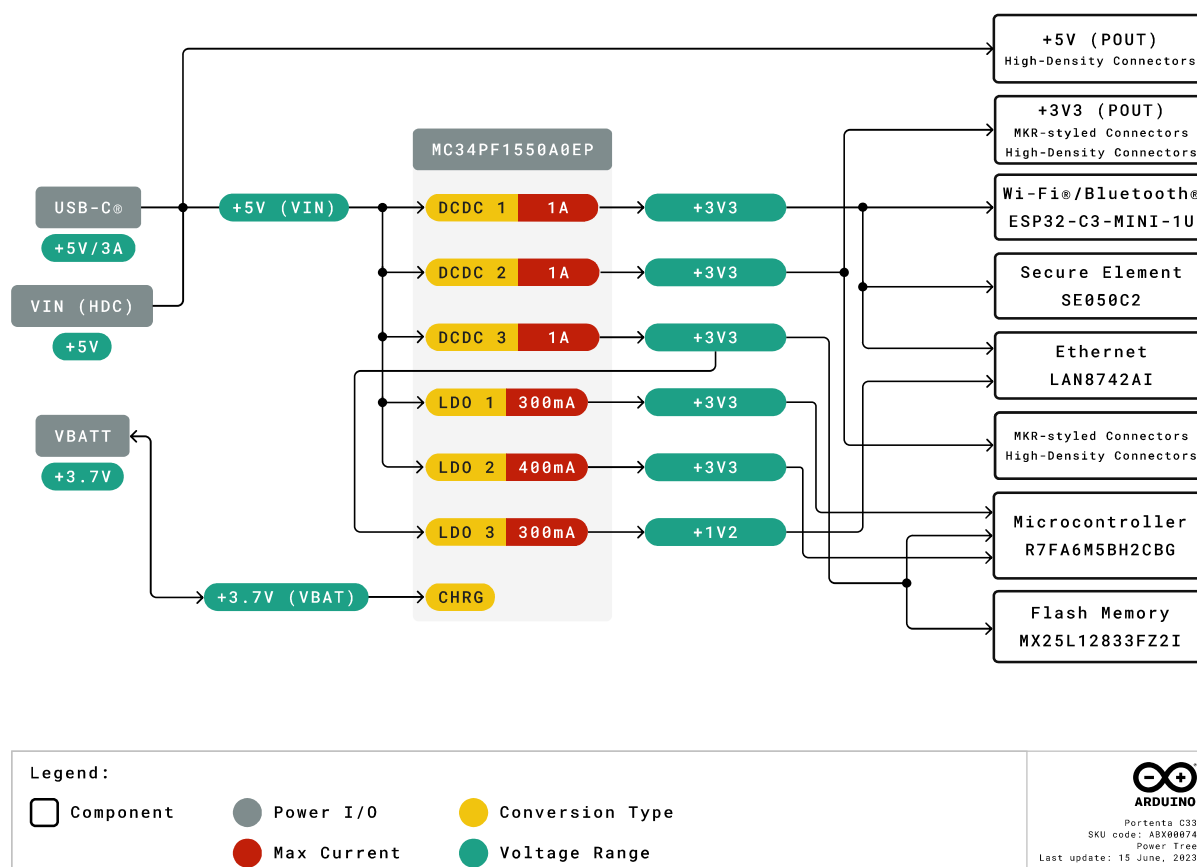 +5V (POUT)
High-Density Connectors
+3V3 (POUT)
MKR-styled Connectors
High-Density Connectors
MC34PF1550A0EP
USB-C®
+5V/3A
+5V (VIN)
DCDC 1 1A
+3V3
Wi-Fi®/Bluetooth®
ESP32-C3-MINI-1U
DCDC 2 1A
+3V3
Secure Element
SE050C2
VIN (HDC)
+5V
DCDC 3 1A
+3V3
Ethernet
LAN8742AI
LDO 1 300mA
+3V3
VBATT
+3.7V
MKR-styled Connectors
High-Density Connectors
LDO 2 400mA
+3V3
LDO 3 300mA
+1V2
Microcontroller
R7FA6M5BH2CBG
+3.7V (VBAT)
CHRG
Flash Memory
MX25L12833FZ2I
Legend:
Component
Power I/O
Conversion Type
Max Current
Voltage Range
ARDUINO
Portenta C33
SKU code: ABX00074
Power Tree
Last update: 15 June, 2023